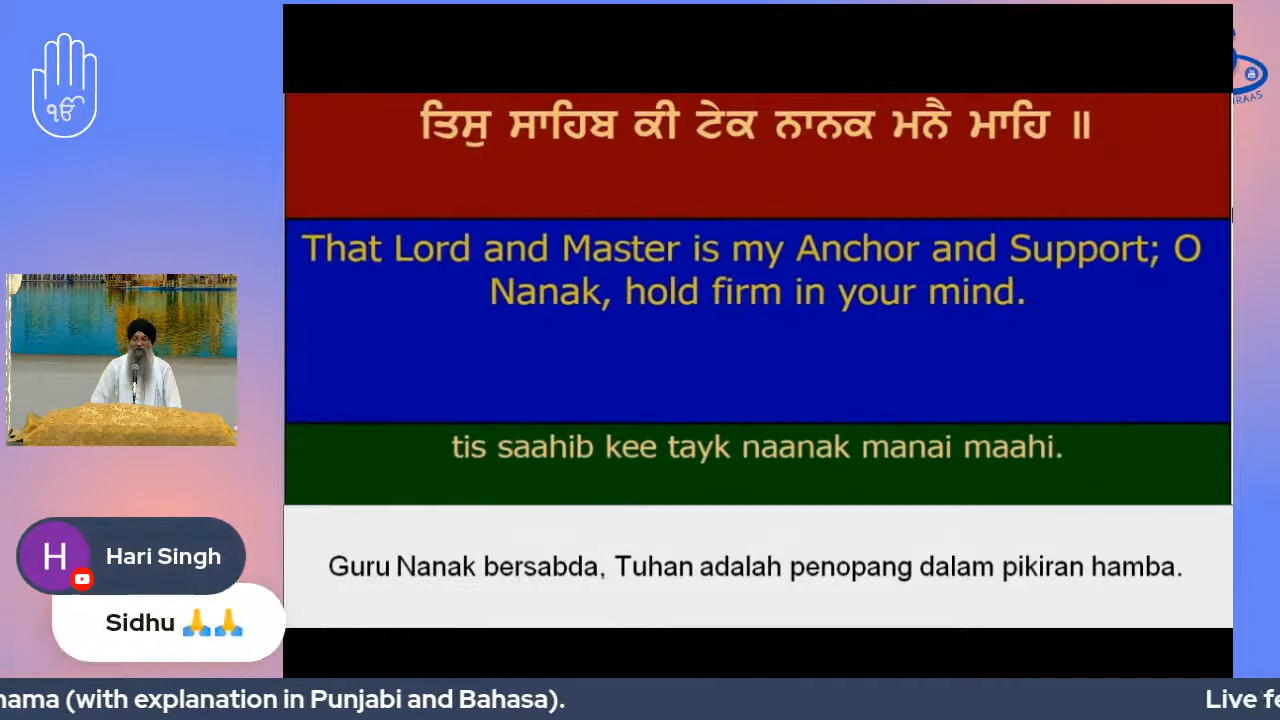 ੴ
ਤਿਸੁ ਸਾਹਿਬ ਕੀ ਟੇਕ ਨਾਨਕ ਮਨੈ ਮਾਹਿ ॥
That Lord and Master is my Anchor and Support; O
Nanak, hold firm in your mind.
tis saahib kee tayk naanak manai maahi.
Guru Nanak bersabda, Tuhan adalah penopang dalam pikiran hamba.
H Hari Singh
Sidhu 🙏🙏
(with explanation in Punjabi and Bahasa). Live